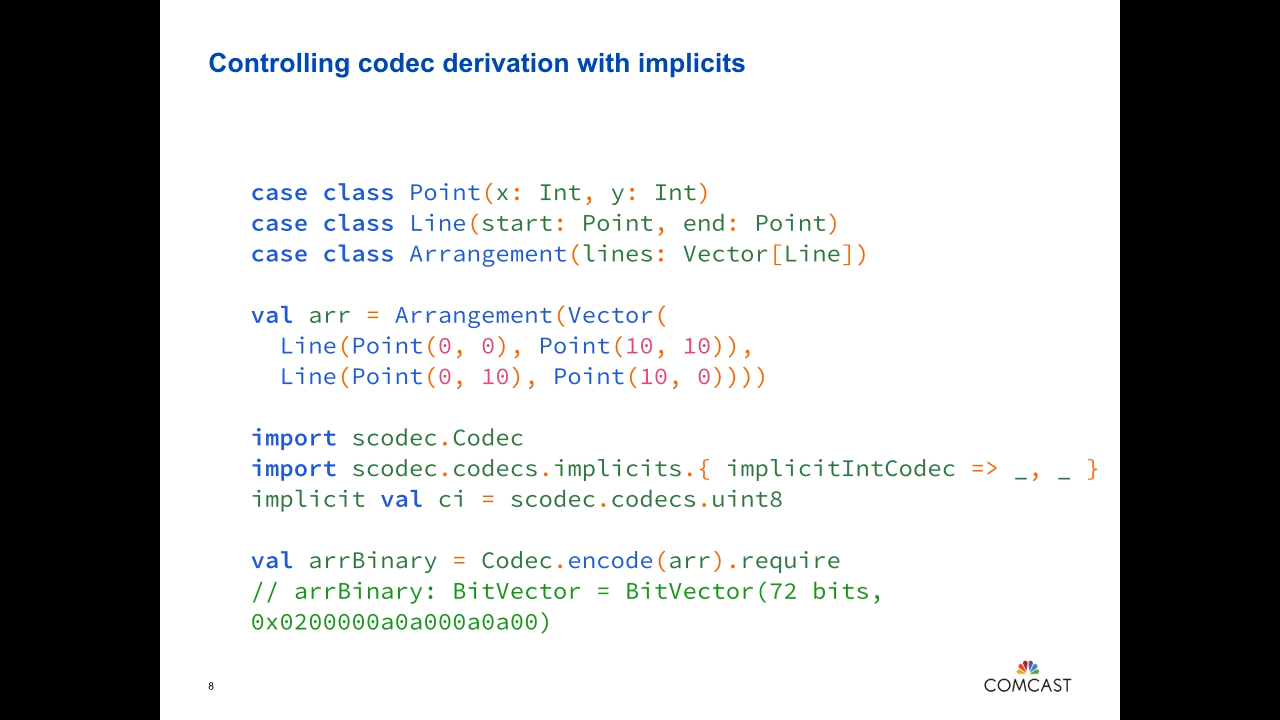 Controlling codec derivation with implicits
case class Point(x: Int, y: Int)
case class Line(start: Point, end: Point)
case class Arrangement(lines: Vector[Line])
val arr = Arrangement(Vector(
  Line(Point(0, 0), Point(10, 10)),
  Line(Point(0, 10), Point(10, 0))))
import scodec.Codec
import scodec.codecs.implicits.{ implicitIntCodec => _, _ }
implicit val ci = scodec.codecs.uint8
val arrBinary = Codec.encode(arr).require
// arrBinary: BitVector = BitVector(72 bits,
0x0200000a0a000a0a00)
8
COMCAST